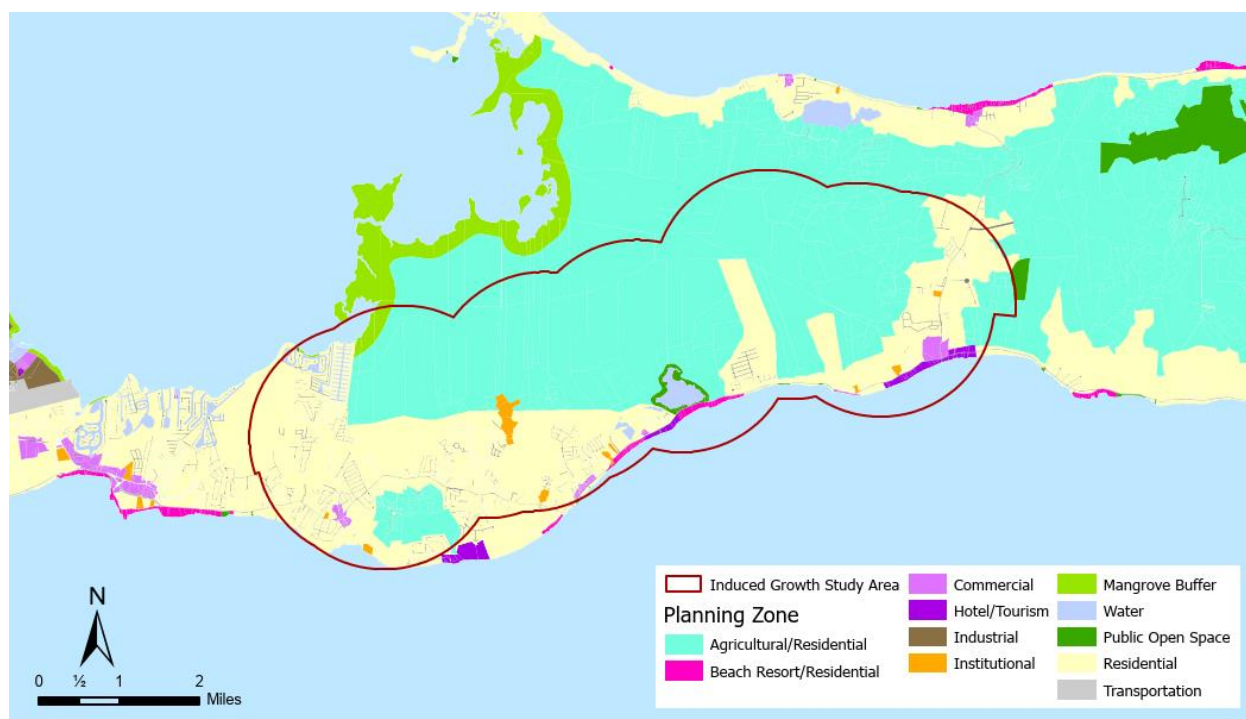 N
0 ½ 1 2
Miles
Induced Growth Study Area
Planning Zone
Agricultural/Residential
Beach Resort/Residential
Commercial
Hotel/Tourism
Industrial
Institutional
Mangrove Buffer
Water
Public Open Space
Residential
Transportation